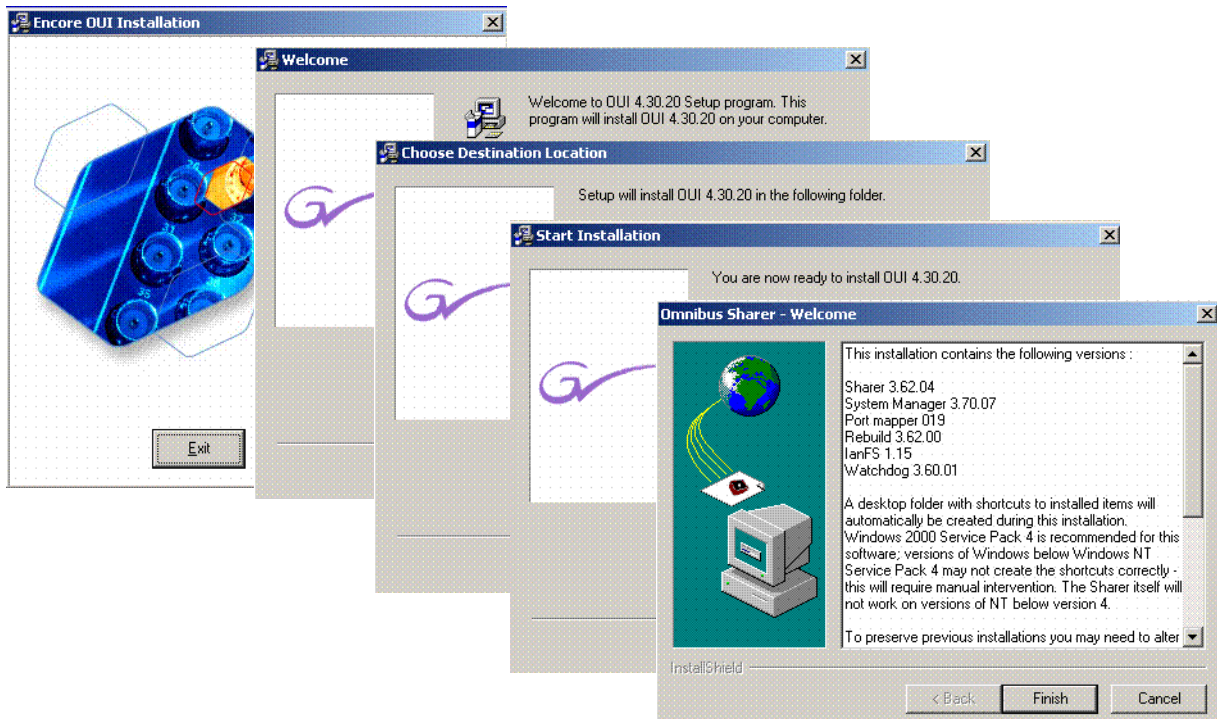 Encore OUI Installation
Exit
Welcome
Welcome to OUI 4.30.20 Setup program. This
program will install OUI 4.30.20 on your computer.
Choose Destination Location
Setup will install OUI 4.30.20 in the following folder.
Start Installation
You are now ready to install OUI 4.30.20.
Omnibus Sharer - Welcome
This installation contains the following versions :
Sharer 3.62.04
System Manager 3.70.07
Port mapper 019
Rebuild 3.62.00
IanFS 1.15
Watchdog 3.60.01
A desktop folder with shortcuts to installed items will
automatically be created during this installation.
Windows 2000 Service Pack 4 is recommended for this
software; versions of Windows below Windows NT
Service Pack 4 may not create the shortcuts correctly -
this will require manual intervention. The Sharer itself will
not work on versions of NT below version 4.
To preserve previous installations you may need to alter
InstallShield
< Back
Finish
Cancel